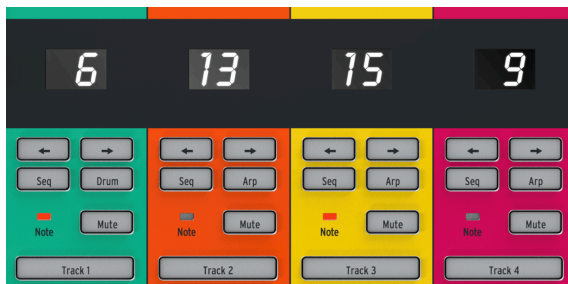 6 13 15 9
← → ← → ← → ← →
Seq Drum Seq Arp Seq Arp Seq Arp
Note Mute Note Mute Note Mute Note Mute
Track 1 Track 2 Track 3 Track 4